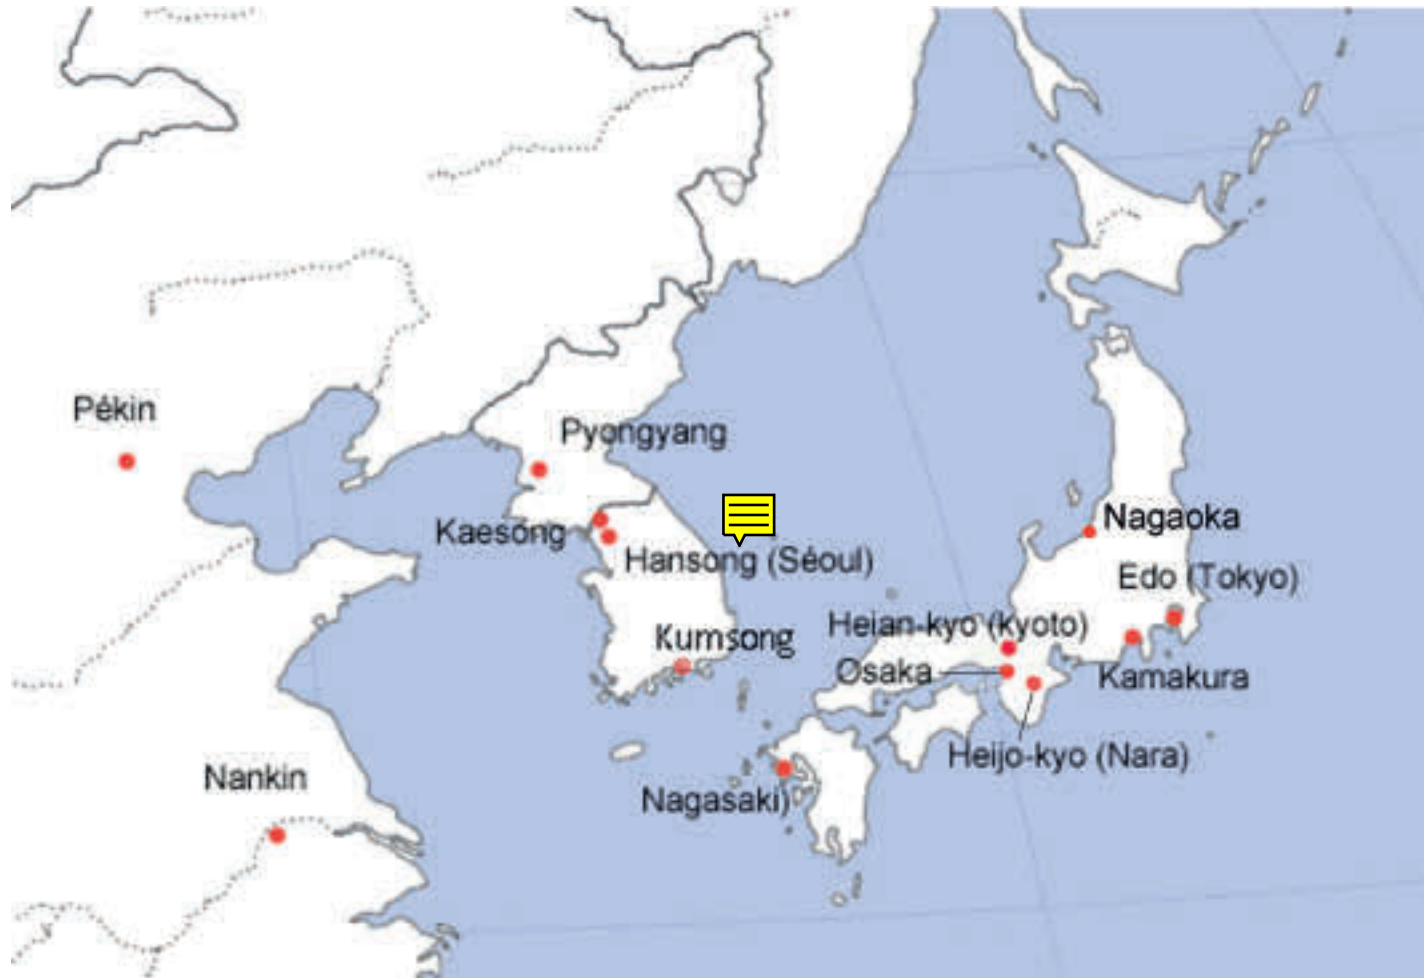 Pékin
Pyongyang
Kaesong
Hansong (Séoul)
Nagaoka
Edo (Tokyo)
Heian-kyo (kyoto)
Kumsong
Osaka
Kamakura
Heijo-kyo (Nara)
Nankin
Nagasaki)